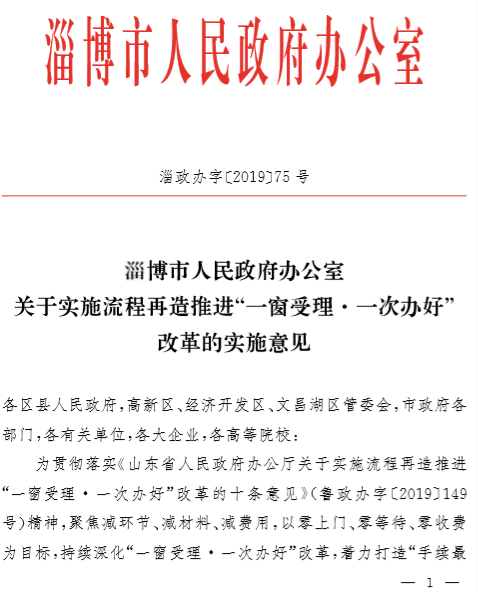 淄博市人民政府办公室
淄政办字〔2019〕75 号
淄博市人民政府办公室
关于实施流程再造推进“一窗受理·一次办好”
改革的实施意见
各区县人民政府,高新区、经济开发区、文昌湖区管委会,市政府各
部门,各有关单位,各大企业,各高等院校:
为贯彻落实《山东省人民政府办公厅关于实施流程再造推进
“一窗受理·一次办好”改革的十条意见》(鲁政办字〔2019〕149
号)精神,聚焦减环节、减材料、减费用,以零上门、零等待、零收费
为目标,持续深化“一窗受理·一次办好”改革,着力打造“手续最
— 1 —